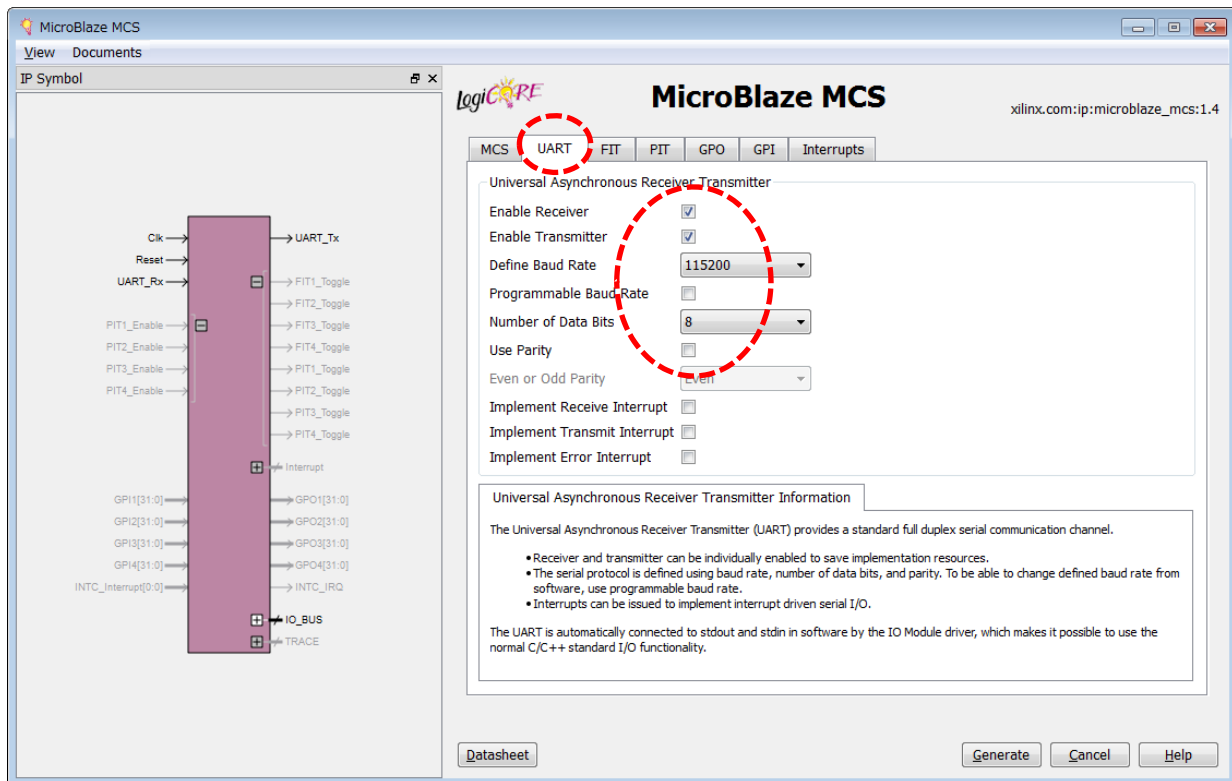 MicroBlaze MCS
View Documents
IP Symbol
Clk
Reset
UART_Rx
PIT1_Enable
PIT2_Enable
PIT3_Enable
PIT4_Enable
GPI1[31:0]
GPI2[31:0]
GPI3[31:0]
GPI4[31:0]
INTC_Interrupt[0:0]
UART_Tx
FIT1_Toggle
FIT2_Toggle
FIT3_Toggle
FIT4_Toggle
PIT1_Toggle
PIT2_Toggle
PIT3_Toggle
PIT4_Toggle
Interrupt
GPO1[31:0]
GPO2[31:0]
GPO3[31:0]
GPO4[31:0]
INTC_IRQ
IO_BUS
TRACE
LogiCORE
MicroBlaze MCS
xilinx.com:ip:microblaze_mcs:1.4
MCS UART FIT PIT GPO GPI Interrupts
Universal Asynchronous Receiver Transmitter
Enable Receiver
Enable Transmitter
Define Baud Rate 115200
Programmable Baud Rate
Number of Data Bits 8
Use Parity
Even or Odd Parity Even
Implement Receive Interrupt
Implement Transmit Interrupt
Implement Error Interrupt
Universal Asynchronous Receiver Transmitter Information
The Universal Asynchronous Receiver Transmitter (UART) provides a standard full duplex serial communication channel.
•Receiver and transmitter can be individually enabled to save implementation resources.
•The serial protocol is defined using baud rate, number of data bits, and parity. To be able to change defined baud rate from
software, use programmable baud rate.
•Interrupts can be issued to implement interrupt driven serial I/O.
The UART is automatically connected to stdout and stdin in software by the IO Module driver, which makes it possible to use the
normal C/C++ standard I/O functionality.
Datasheet Generate Cancel Help